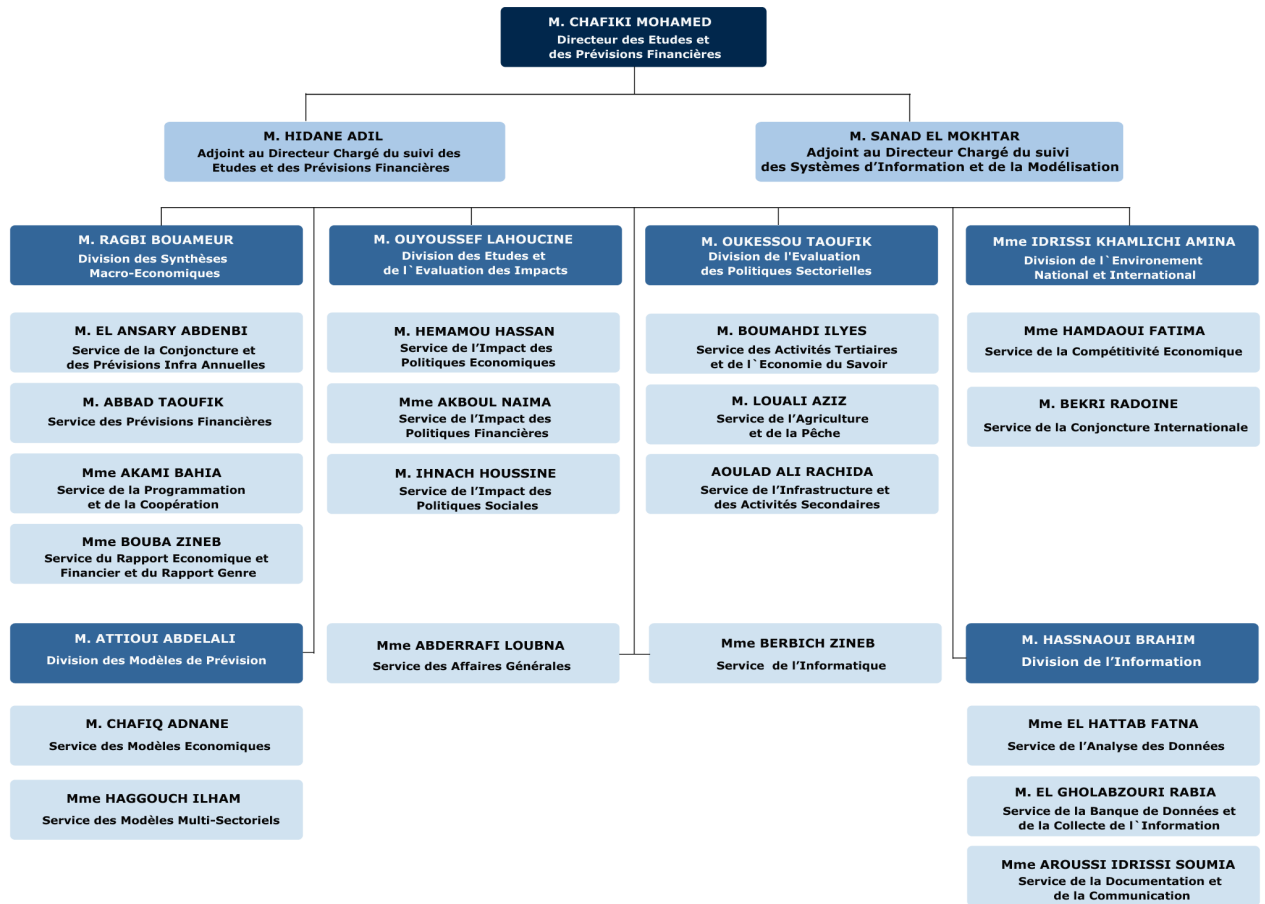 M. CHAFIKI MOHAMED
Directeur des Etudes et
des Prévisions Financières
M. HIDANE ADIL
Adjoint au Directeur Chargé du suivi des
Etudes et des Prévisions Financières
M. SANAD EL MOKHTAR
Adjoint au Directeur Chargé du suivi
des Systèmes d’Information et de la Modélisation
M. RAGBI BOUAMEUR
Division des Synthèses
Macro-Economiques
M. EL ANSARY ABDENBI
Service de la Conjoncture et
des Prévisions Infra Annuelles
M. ABBAD TAOUFIK
Service des Prévisions Financières
Mme AKAMI BAHIA
Service de la Programmation
et de la Coopération
Mme BOUBA ZINEB
Service du Rapport Economique et
Financier et du Rapport Genre
M. OUYOUSSEF LAHOUCINE
Division des Etudes et
de l`Evaluation des Impacts
M. HEMAMOU HASSAN
Service de l’Impact des
Politiques Economiques
Mme AKBOUL NAIMA
Service de l’Impact des
Politiques Financières
M. IHNACH HOUSSINE
Service de l’Impact des
Politiques Sociales
M. OUKESSOU TAOUFIK
Division de l'Evaluation
des Politiques Sectorielles
M. BOUMAHDI ILYES
Service des Activités Tertiaires
et de l`Economie du Savoir
M. LOUALI AZIZ
Service de l’Agriculture
et de la Pêche
AOULAD ALI RACHIDA
Service de l’Infrastructure et
des Activités Secondaires
Mme IDRISSI KHAMLICHI AMINA
Division de l`Environement
National et International
Mme HAMDAOUI FATIMA
Service de la Compétitivité Economique
M. BEKRI RADOINE
Service de la Conjoncture Internationale
M. ATTIOUI ABDELALI
Division des Modèles de Prévision
M. CHAFIQ ADNANE
Service des Modèles Economiques
Mme HAGGOUCH ILHAM
Service des Modèles Multi-Sectoriels
Mme ABDERRAFI LOUBNA
Service des Affaires Générales
Mme BERBICH ZINEB
Service de l’Informatique
M. HASSNAOUI BRAHIM
Division de l’Information
Mme EL HATTAB FATNA
Service de l’Analyse des Données
M. EL GHOLABZOURI RABIA
Service de la Banque de Données et
de la Collecte de l`Information
Mme AROUSSI IDRISSI SOUMIA
Service de la Documentation et
de la Communication